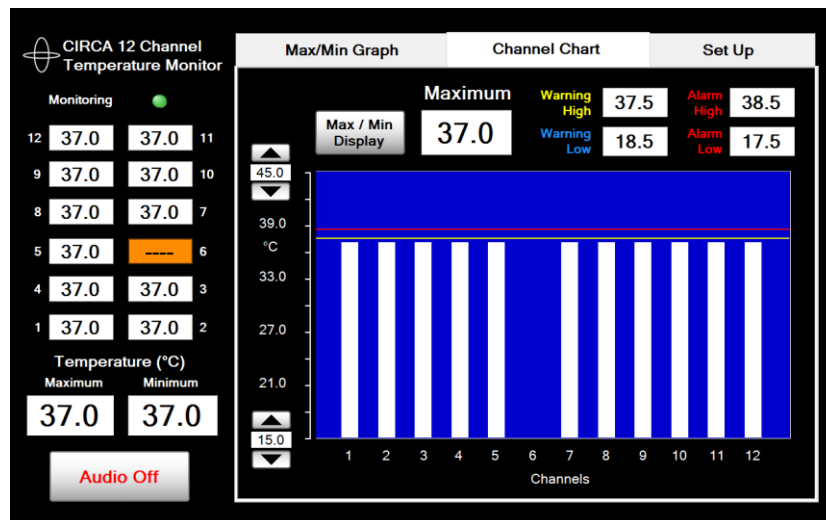 CIRCA 12 Channel
Temperature Monitor
Monitoring
12 37.0 37.0 11
9 37.0 37.0 10
8 37.0 37.0 7
5 37.0 ---- 6
4 37.0 37.0 3
1 37.0 37.0 2
Temperature (°C)
Maximum Minimum
37.0 37.0
Audio Off
Max/Min Graph Channel Chart Set Up
Max / Min
Display
Maximum
37.0
Warning
High
37.5
Alarm
High
38.5
Warning
Low
18.5
Alarm
Low
17.5
45.0
39.0
°C
33.0
27.0
21.0
15.0
1 2 3 4 5 6 7 8 9 10 11 12
Channels